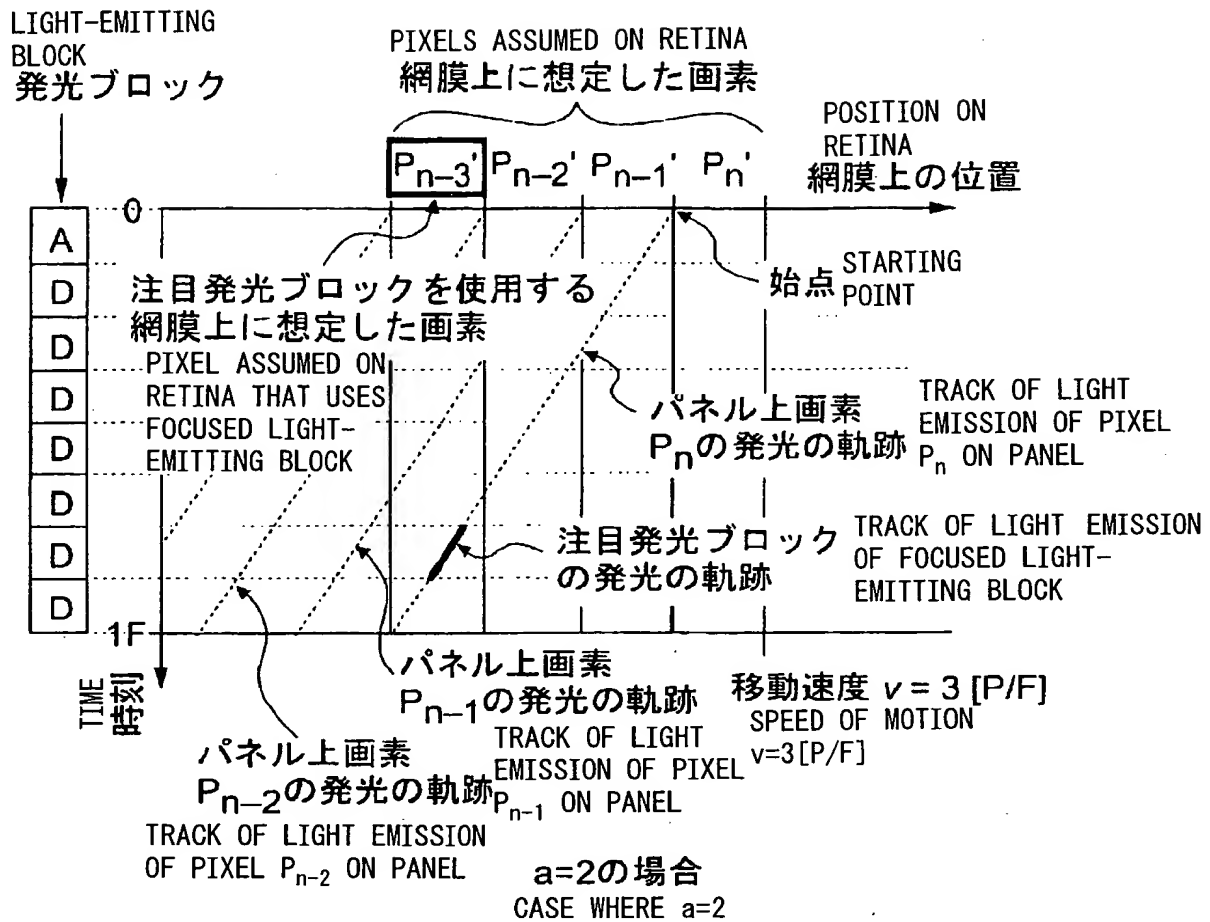 LIGHT-EMITTING
BLOCK
発光ブロック
PIXELS ASSUMED ON RETINA
網膜上に想定した画素
POSITION ON
RETINA
網膜上の位置
Pn-3' Pn-2' Pn-1' Pn'
0
A
D
D
D
D
D
D
D
1F
注目発光ブロックを使用する
網膜上に想定した画素
PIXEL ASSUMED ON
RETINA THAT USES
FOCUSED LIGHT-
EMITTING BLOCK
始点
STARTING
POINT
パネル上画素
Pnの発光の軌跡
TRACK OF LIGHT
EMISSION OF PIXEL
Pn ON PANEL
注目発光ブロック
の発光の軌跡
TRACK OF LIGHT EMISSION
OF FOCUSED LIGHT-
EMITTING BLOCK
TIME
時刻
パネル上画素
Pn-1の発光の軌跡
TRACK OF LIGHT
EMISSION OF PIXEL
Pn-1 ON PANEL
移動速度 v = 3 [P/F]
SPEED OF MOTION
v=3[P/F]
パネル上画素
Pn-2の発光の軌跡
TRACK OF LIGHT EMISSION
OF PIXEL Pn-2 ON PANEL
a=2の場合
CASE WHERE a=2